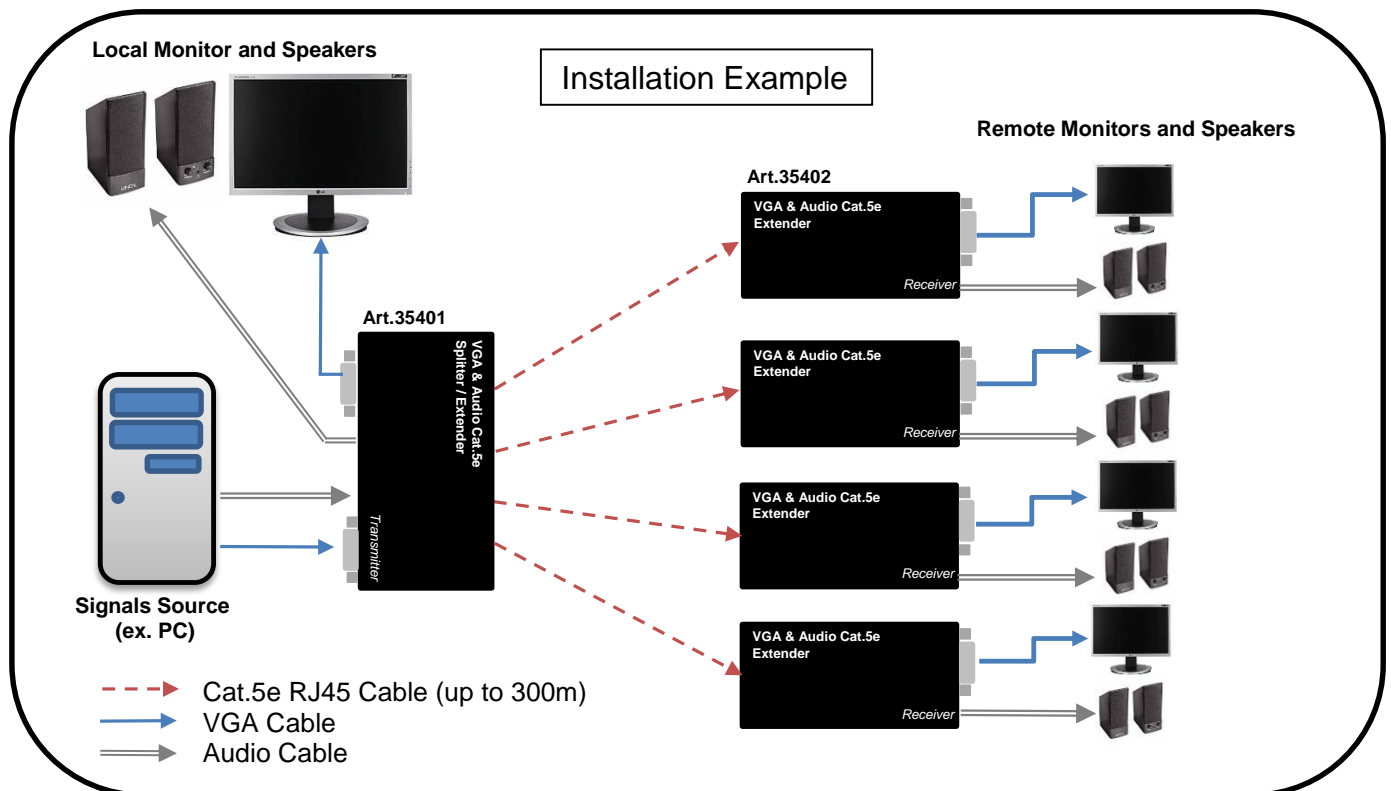 Local Monitor and Speakers
Installation Example
Remote Monitors and Speakers
Art.35402
VGA & Audio Cat.5e
Extender
Receiver
Art.35401
VGA & Audio Cat.5e
Splitter / Extender
Transmitter
VGA & Audio Cat.5e
Extender
Receiver
VGA & Audio Cat.5e
Extender
Receiver
VGA & Audio Cat.5e
Extender
Receiver
Signals Source
(ex. PC)
Cat.5e RJ45 Cable (up to 300m)
VGA Cable
Audio Cable